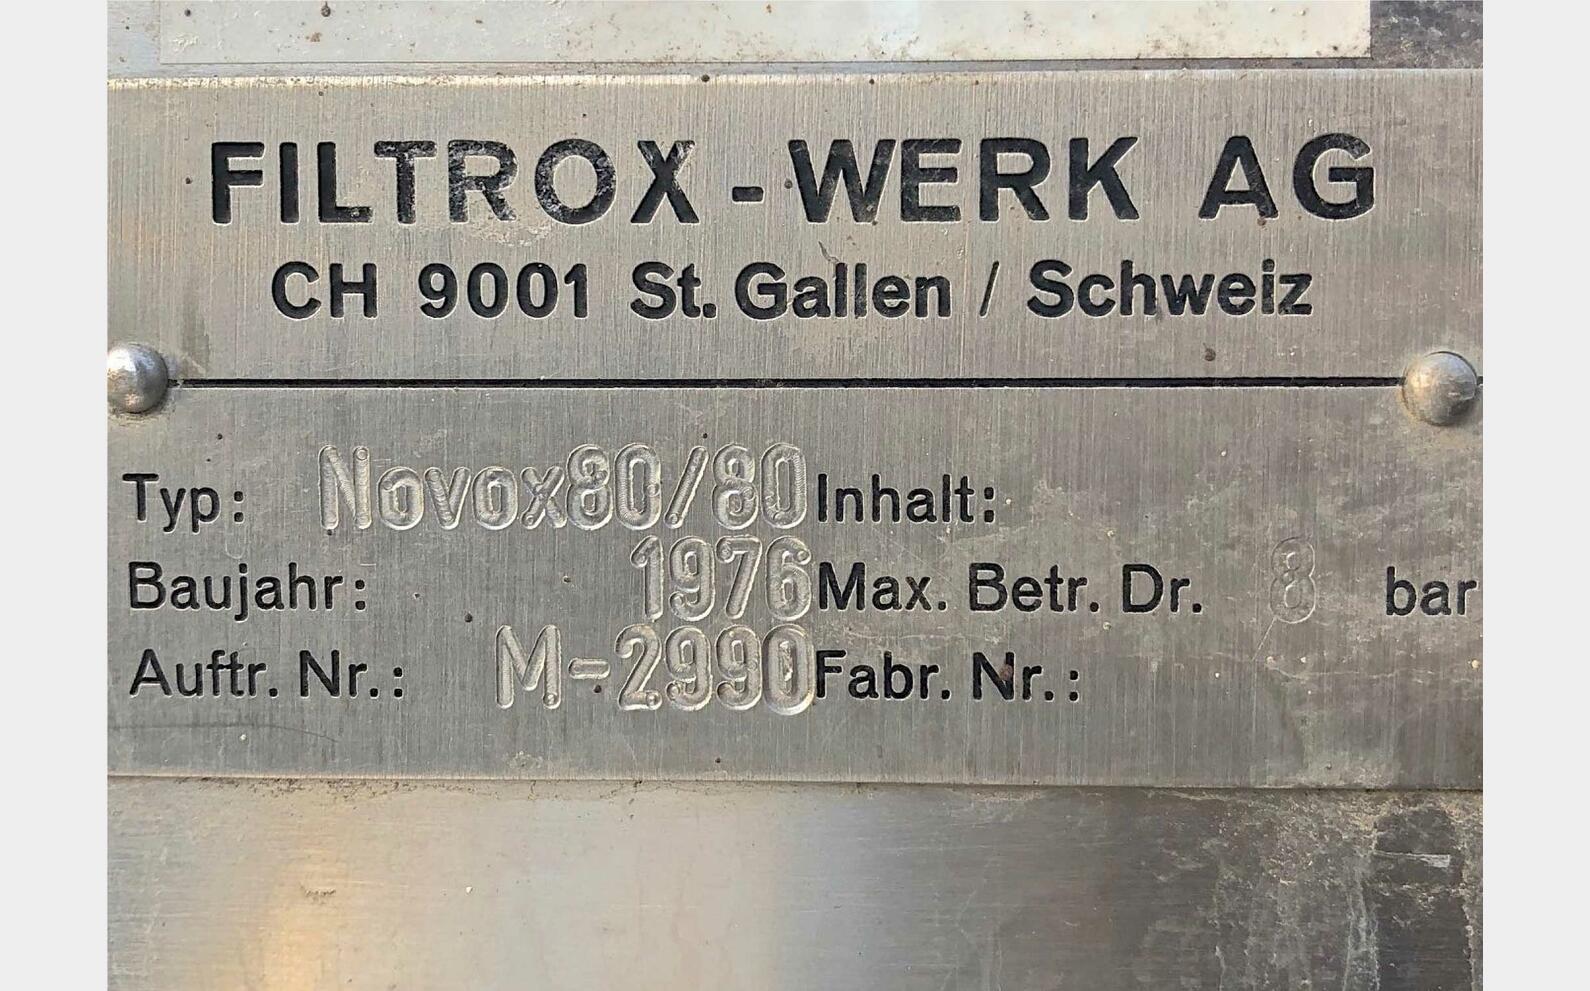 FILTROX - WERK AG
CH 9001 St. Gallen / Schweiz
Typ: Novox80/80 Inhalt:
Baujahr: 1976 Max. Betr. Dr. 8 bar
Auftr. Nr.: M-2990 Fabr. Nr.: